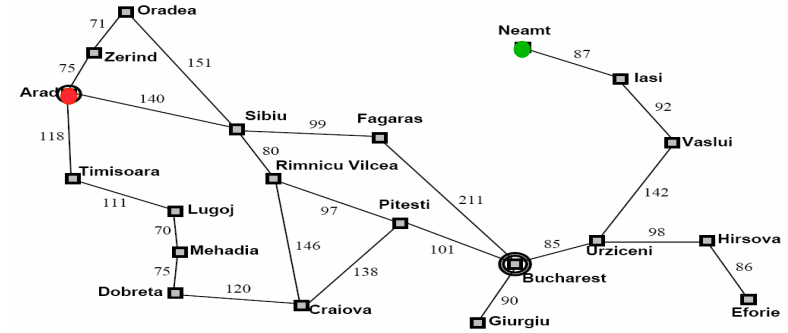 Oradea
71
Neamt
Zerind
151
87
75
Iasi
Arad
140
92
Sibiu
Fagaras
118
99
Vaslui
80
Timisoara
Rimnicu Vilcea
142
111
211
Lugoj
97
Pitesti
70
146
98
Hirsova
Mehadia
101
85
Urziceni
138
75
86
Bucharest
Dobreta
120
90
Craiova
Eforie
Giurgiu